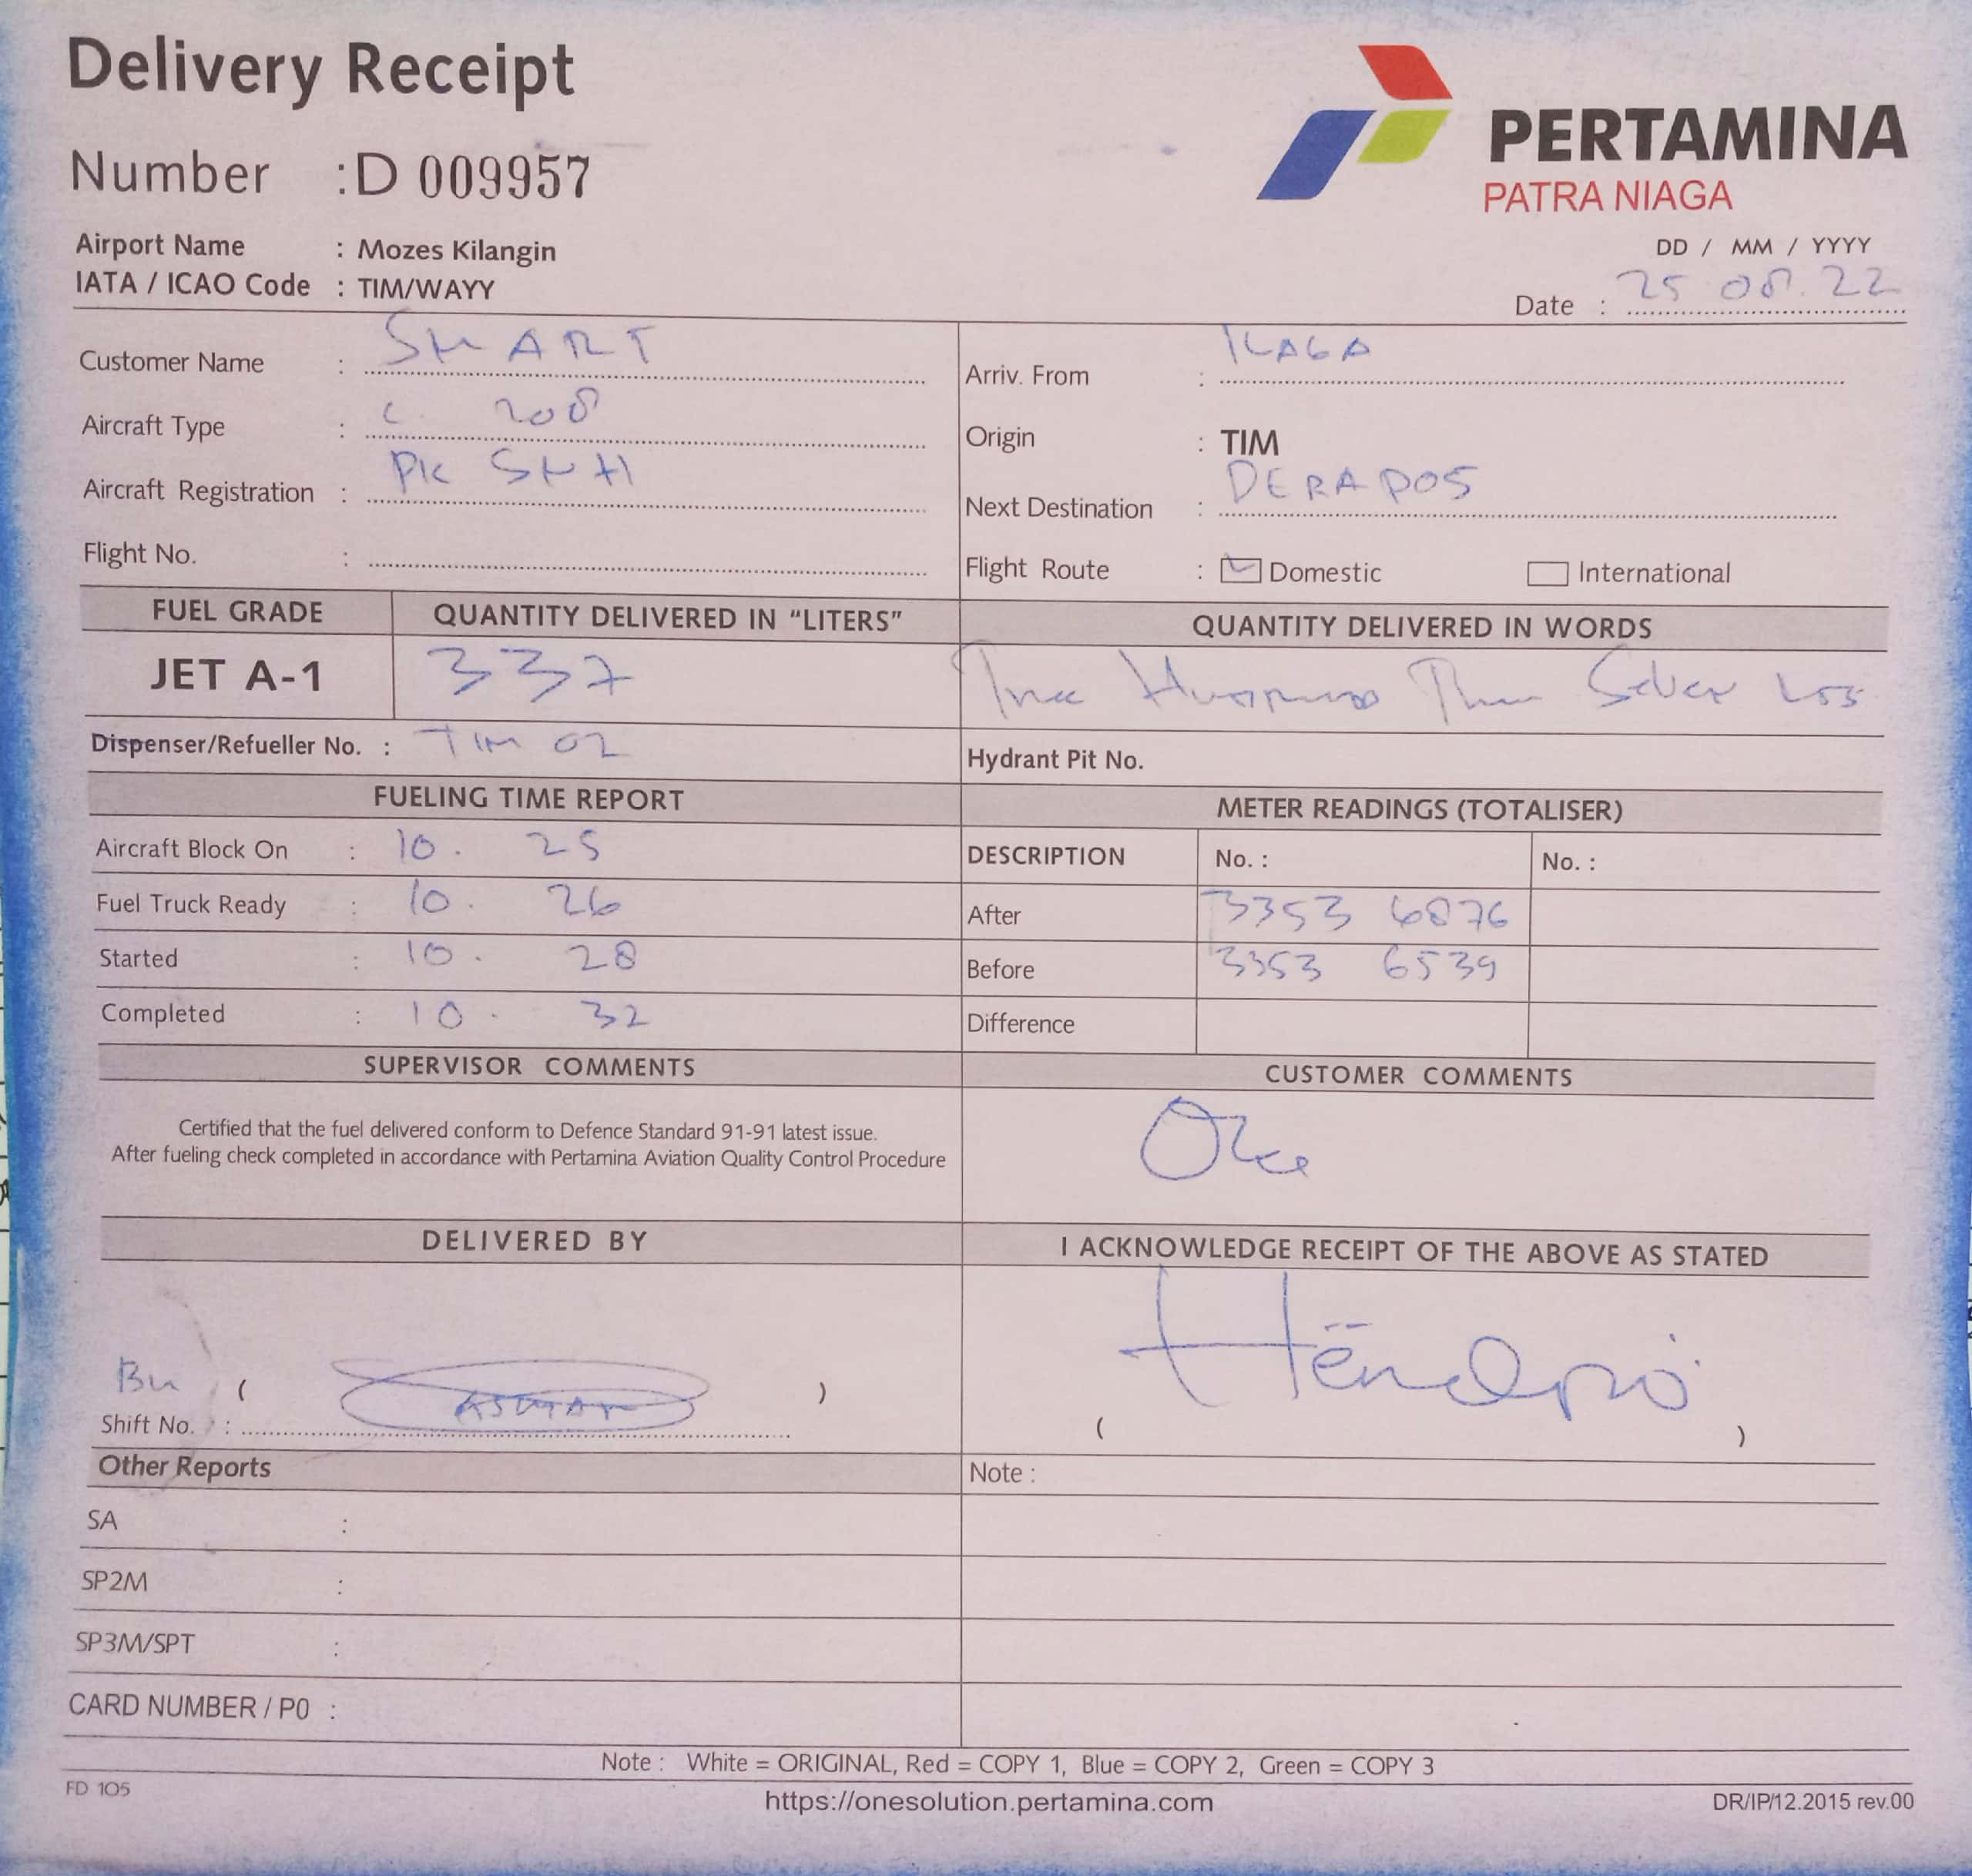 Delivery Receipt
PERTAMINA
PATRA NIAGA
Number : D 009957
Airport Name : Mozes Kilangin
IATA / ICAO Code : TIM/WAYY
DD / MM / YYYY
Date : 25 08. 22
Customer Name : SMART
Arriv. From : ILAGA
Aircraft Type : C 208
Origin : TIM
Aircraft Registration : PK SNH
Next Destination : DERAPOS
Flight No. :
Flight Route : Domestic International
FUEL GRADE QUANTITY DELIVERED IN “LITERS” QUANTITY DELIVERED IN WORDS
JET A-1 337
Dispenser/Refueller No. : TIM 02 Hydrant Pit No.
FUELING TIME REPORT METER READINGS (TOTALISER)
Aircraft Block On : 10. 25 DESCRIPTION No. : No. :
Fuel Truck Ready : 10. 26 After 3353 6876
Started : 10. 28 Before 3353 6539
Completed : 10. 32 Difference
SUPERVISOR COMMENTS CUSTOMER COMMENTS
Certified that the fuel delivered conform to Defence Standard 91-91 latest issue.
After fueling check completed in accordance with Pertamina Aviation Quality Control Procedure
Oke
DELIVERED BY I ACKNOWLEDGE RECEIPT OF THE ABOVE AS STATED
( ) Hendro
Shift No. : ( )
Other Reports Note :
SA :
SP2M :
SP3M/SPT :
CARD NUMBER / P0 :
Note : White = ORIGINAL, Red = COPY 1, Blue = COPY 2, Green = COPY 3
FD 105 https://onesolution.pertamina.com DR/IP/12.2015 rev.00